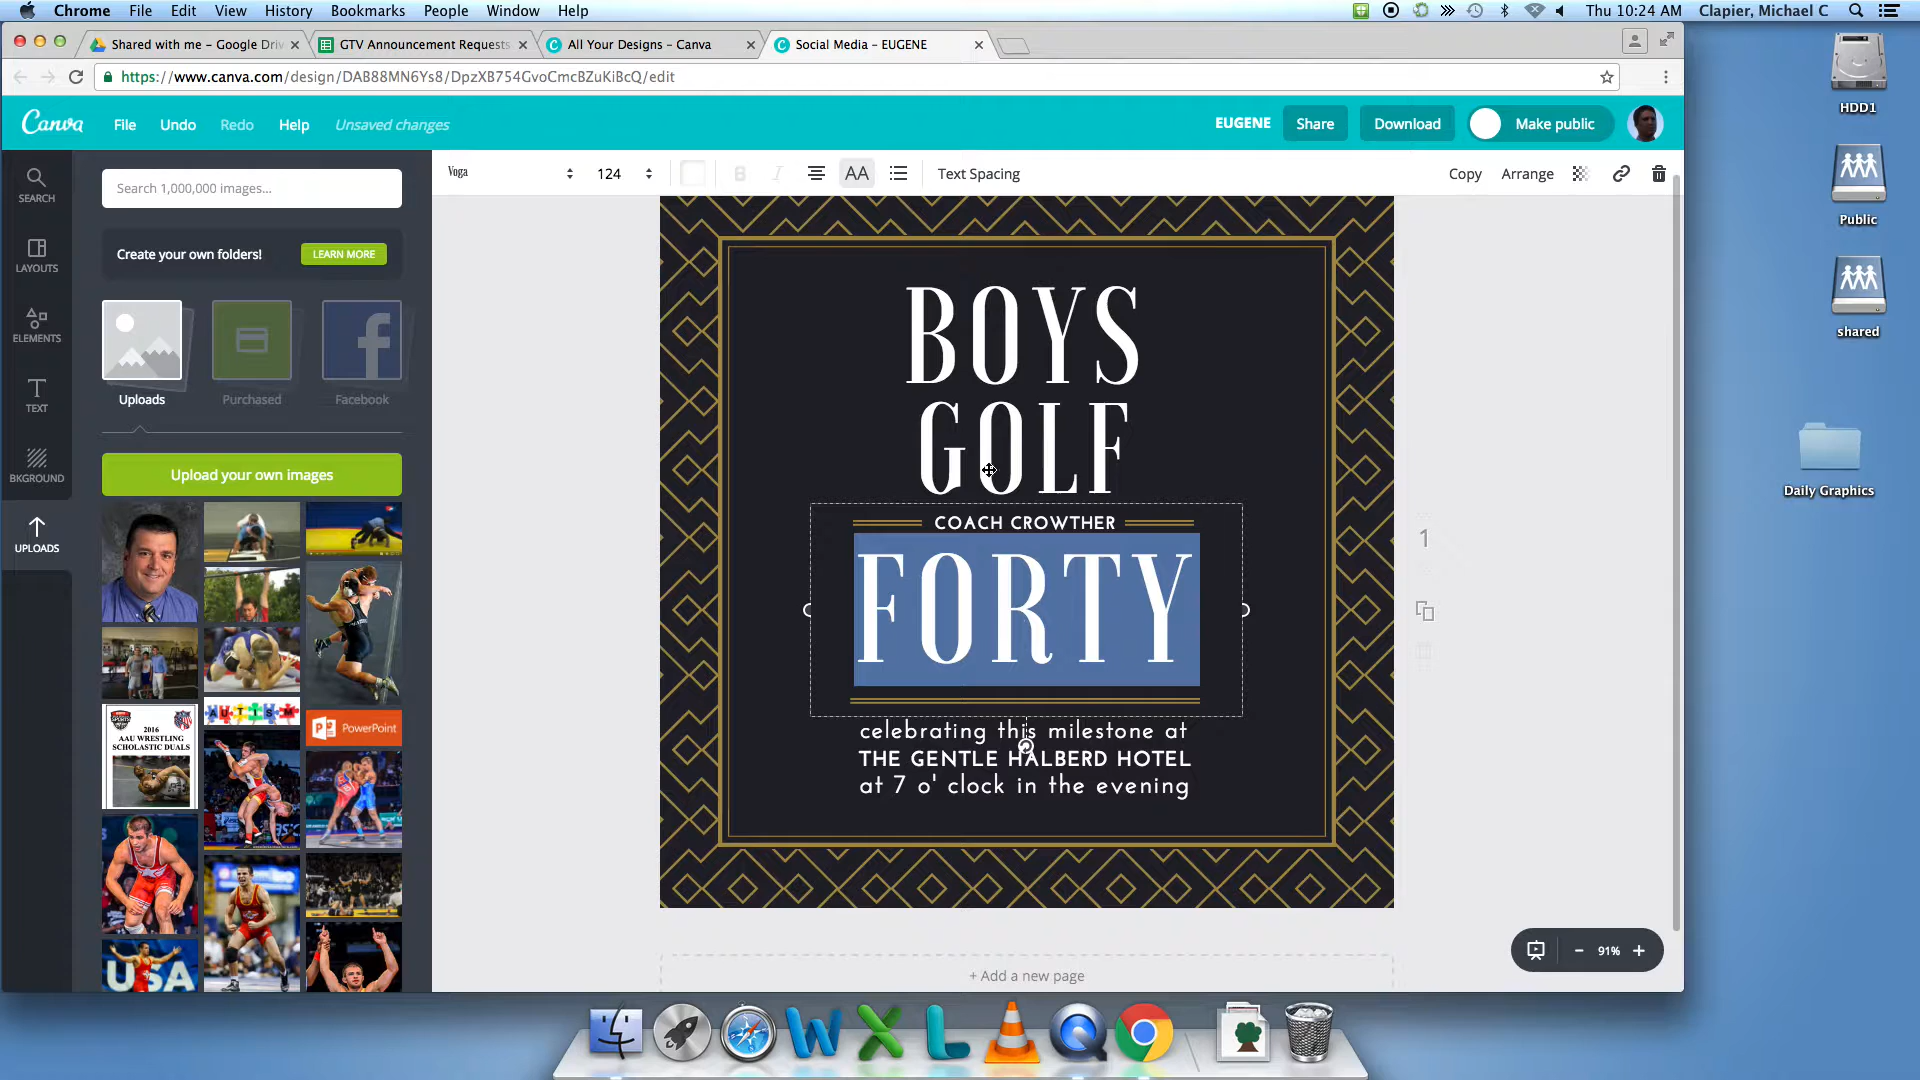 Chrome File Edit View History Bookmarks People Window Help
Thu 10:24 AM Clapier, Michael C
Shared with me – Google Driv
GTV Announcement Requests
All Your Designs – Canva
Social Media – EUGENE
https://www.canva.com/design/DAB88MN6Ys8/DpzXB754GvoCmcBZuKiBcQ/edit
Canva File Undo Redo Help Unsaved changes
EUGENE Share Download Make public
SEARCH
LAYOUTS
ELEMENTS
TEXT
BKGROUND
UPLOADS
Search 1,000,000 images...
Create your own folders! LEARN MORE
Uploads Purchased Facebook
Upload your own images
2016
AAU WRESTLING
SCHOLASTIC DUALS
AUTISM
PowerPoint
USA
Voga 124 B I AA Text Spacing
Copy Arrange
BOYS
GOLF
COACH CROWTHER
FORTY
celebrating this milestone at
THE GENTLE HALBERD HOTEL
at 7 o' clock in the evening
1
+ Add a new page
91%
HDD1
Public
shared
Daily Graphics